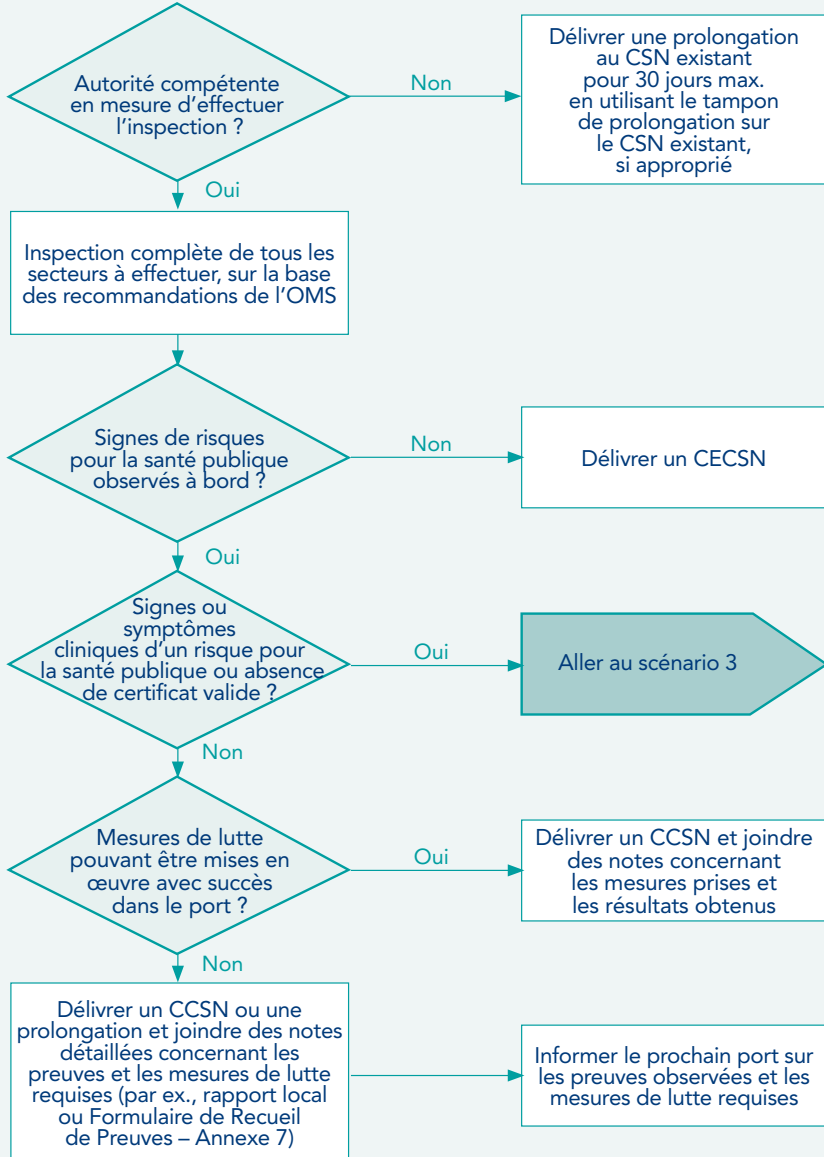 Autorité compétente
en mesure d'effectuer
l'inspection ?
Non
Délivrer une prolongation
au CSN existant
pour 30 jours max.
en utilisant le tampon
de prolongation sur
le CSN existant,
si approprié
Oui
Inspection complète de tous les
secteurs à effectuer, sur la base
des recommandations de l'OMS
Signes de risques
pour la santé publique
observés à bord ?
Non
Délivrer un CECSN
Oui
Signes ou
symptômes
cliniques d'un risque pour
la santé publique ou absence
de certificat valide ?
Oui
Aller au scénario 3
Non
Mesures de lutte
pouvant être mises en
œuvre avec succès
dans le port ?
Oui
Délivrer un CCSN et joindre
des notes concernant
les mesures prises et
les résultats obtenus
Non
Délivrer un CCSN ou une
prolongation et joindre des notes
détaillées concernant les
preuves et les mesures de lutte
requises (par ex., rapport local
ou Formulaire de Recueil
de Preuves – Annexe 7)
Informer le prochain port sur
les preuves observées et les
mesures de lutte requises